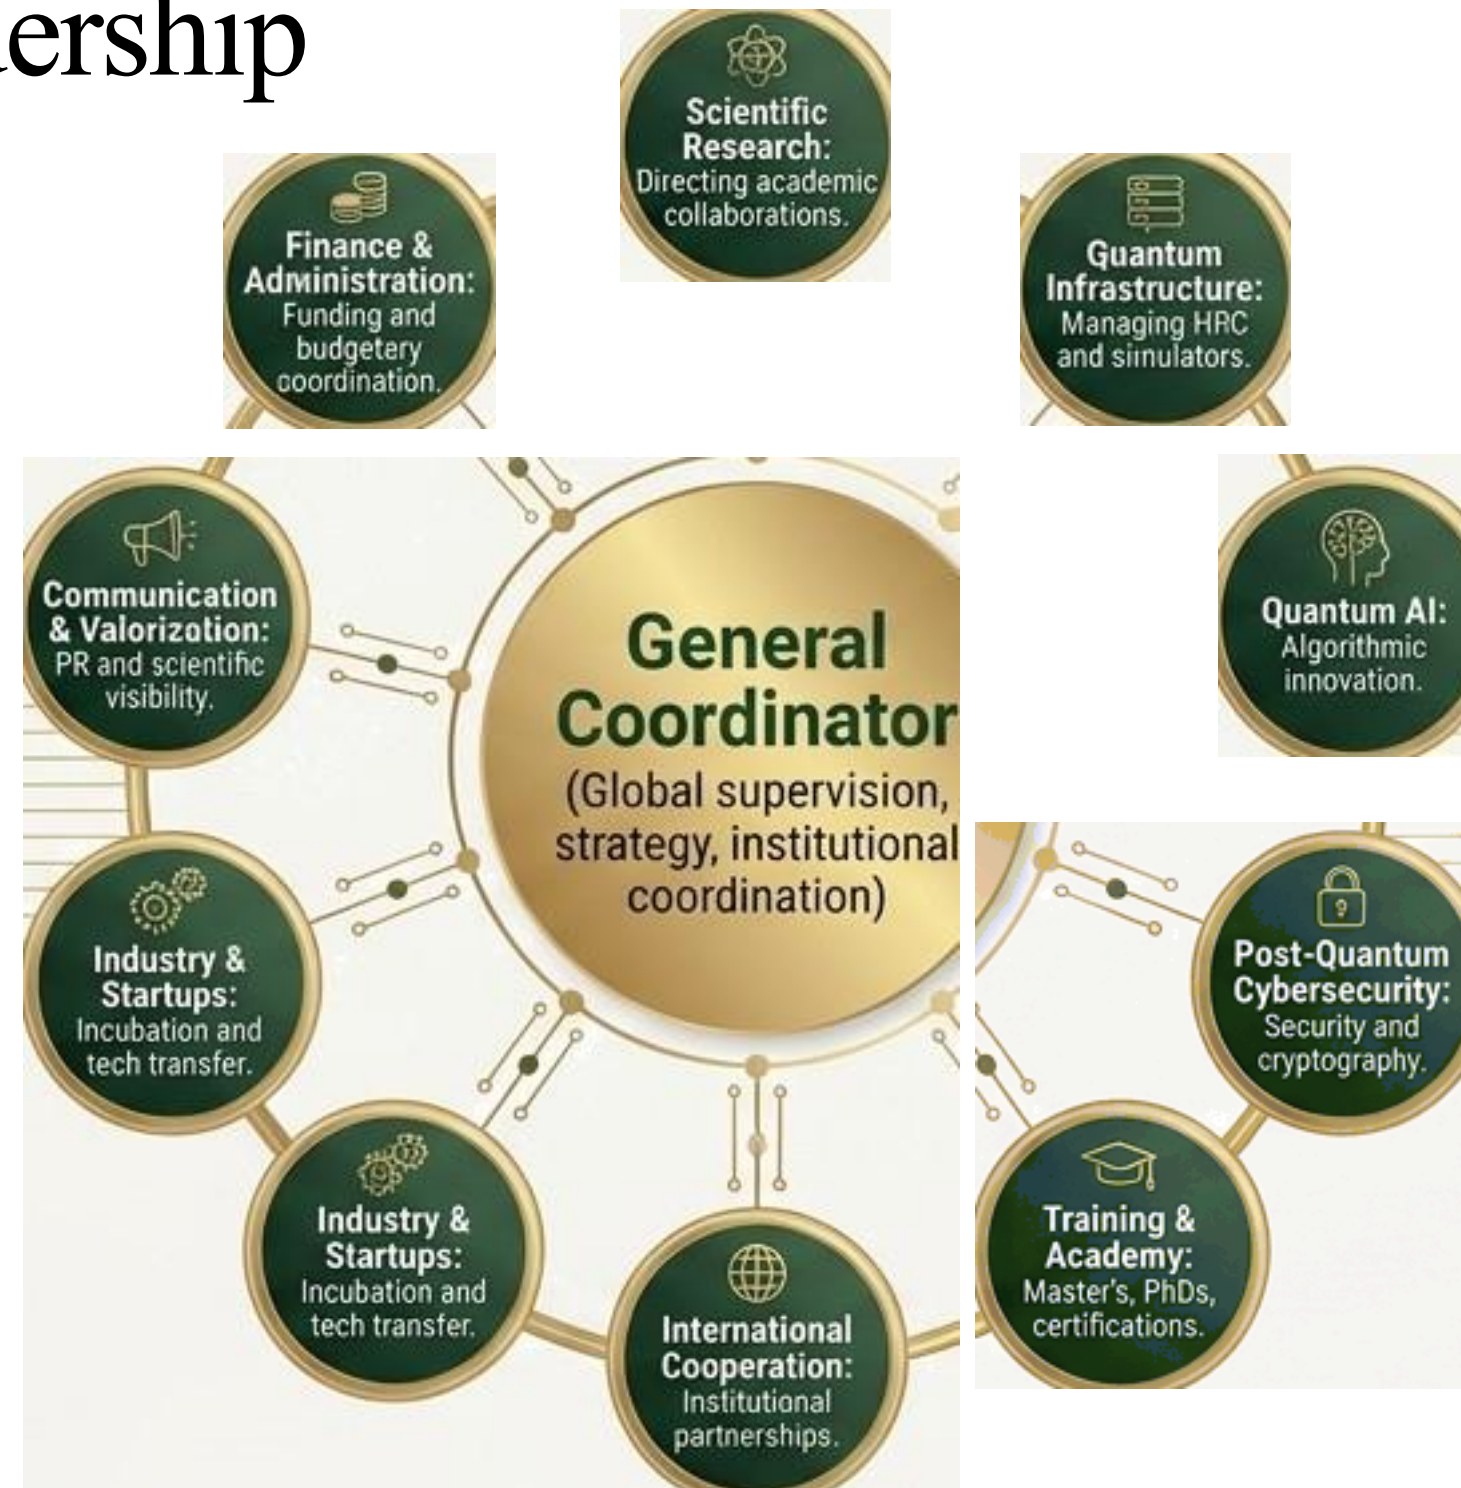 dership
Scientific
Research:
Directing academic
collaborations.
Finance &
Administration:
Funding and
budgetery
coordination.
Guantum
Infrastructure:
Managing HPC
and siinulators.
Communication
& Valorization:
PR and scientific
visibility.
General
Coordinator
(Global supervision,
strategy, institutional
coordination)
Quantum AI:
Algorithmic
innovation.
Industry &
Startups:
Incubation and
tech transfer.
Post-Quantum
Cybersecurity:
Security and
cryptography.
Industry &
Startups:
Incubation and
tech transfer.
International
Cooperation:
Institutional
partnerships.
Training &
Academy:
Master's, PhDs,
certifications.